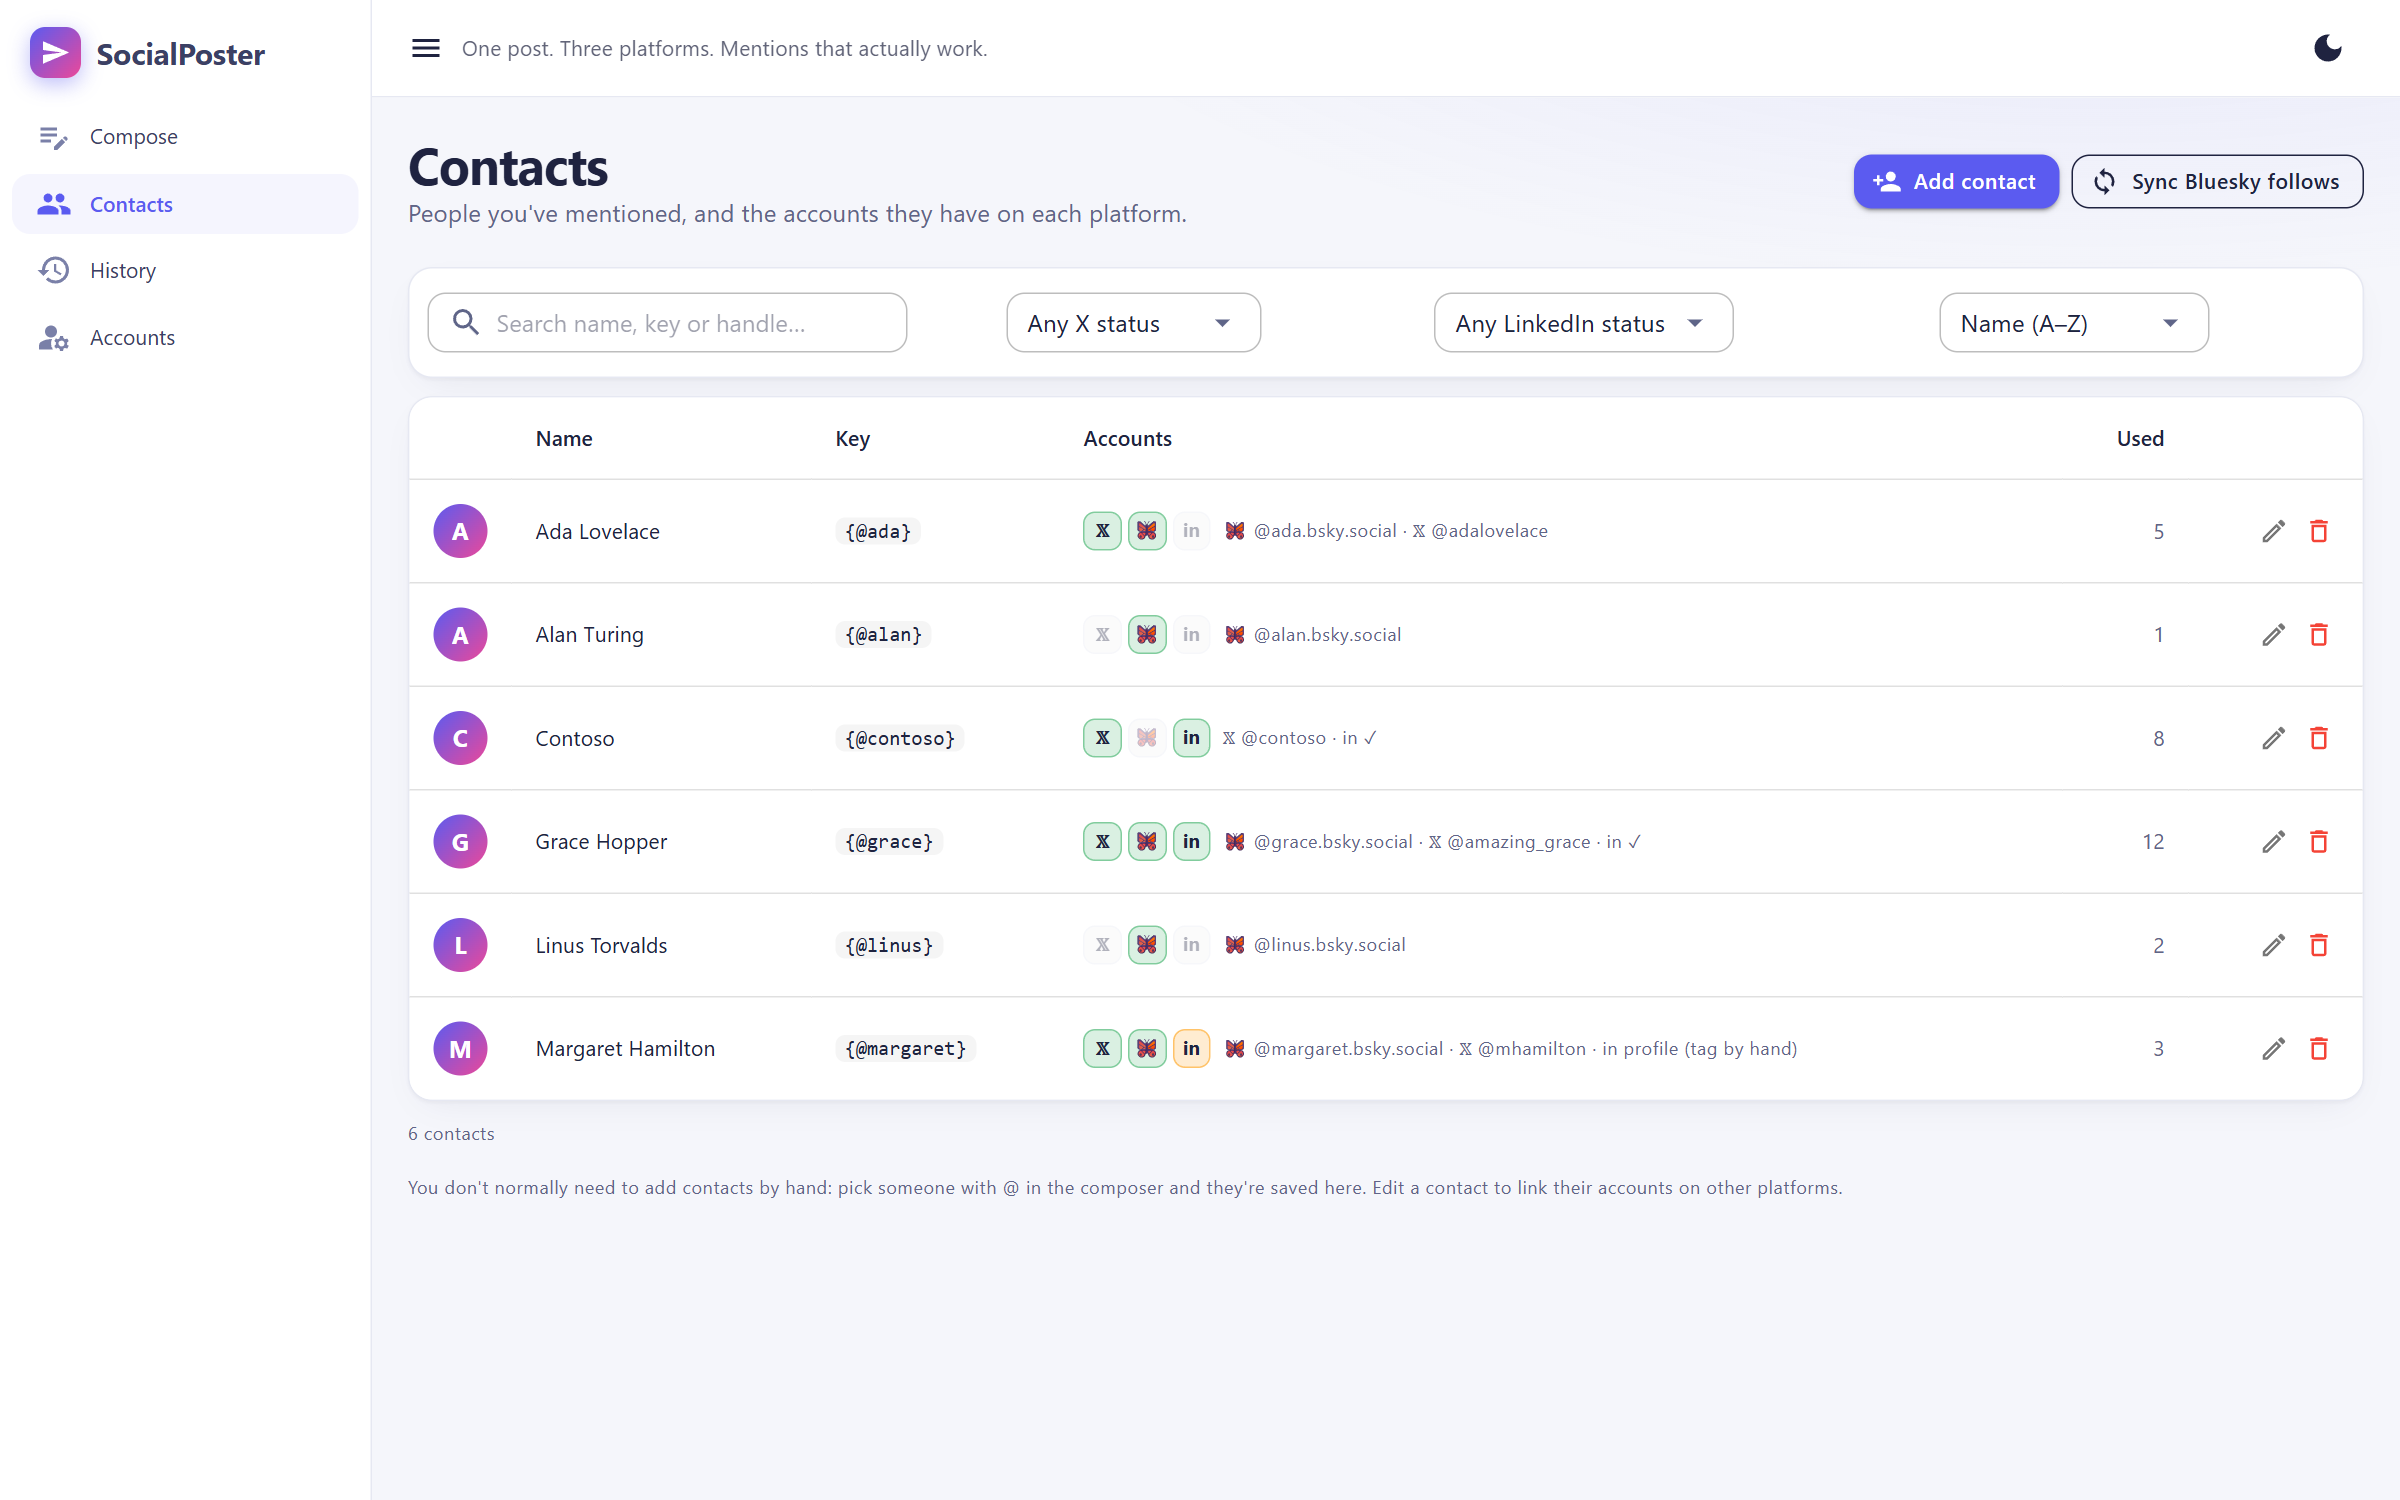 SocialPoster
Compose
Contacts
History
Accounts
One post. Three platforms. Mentions that actually work.
Contacts
People you've mentioned, and the accounts they have on each platform.
Add contact
Sync Bluesky follows
Search name, key or handle...
Any X status
Any LinkedIn status
Name (A–Z)
Name Key Accounts Used
A Ada Lovelace {@ada} 𝕏 🦋 in 🦋 @ada.bsky.social · 𝕏 @adalovelace 5
A Alan Turing {@alan} 𝕏 🦋 in 🦋 @alan.bsky.social 1
C Contoso {@contoso} 𝕏 🦋 in 𝕏 @contoso · in ✓ 8
G Grace Hopper {@grace} 𝕏 🦋 in 🦋 @grace.bsky.social · 𝕏 @amazing_grace · in ✓ 12
L Linus Torvalds {@linus} 𝕏 🦋 in 🦋 @linus.bsky.social 2
M Margaret Hamilton {@margaret} 𝕏 🦋 in 🦋 @margaret.bsky.social · 𝕏 @mhamilton · in profile (tag by hand) 3
6 contacts
You don't normally need to add contacts by hand: pick someone with @ in the composer and they're saved here. Edit a contact to link their accounts on other platforms.